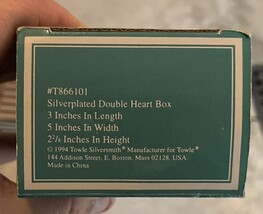 #T866101
Silverplated Double Heart Box
3 Inches In Length
5 Inches In Width
2⅞ Inches In Height
© 1994 Towle Silversmith® Manufacturer for Towle®
144 Addison Street, E. Boston, Mass 02128, USA
Made in China